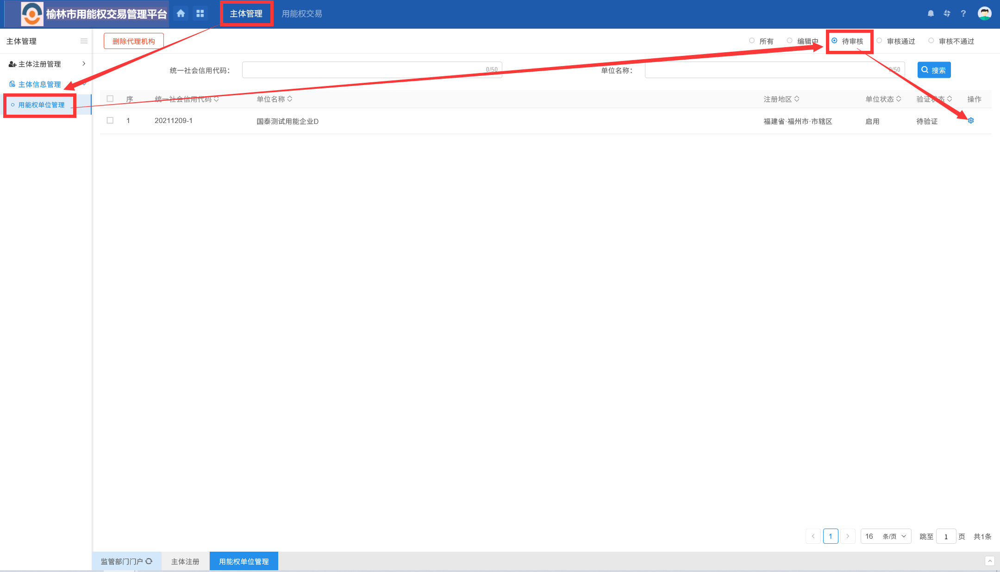 榆林市用能权交易管理平台
主体管理
用能权交易
?
主体管理
删除代理机构
所有
编辑中
待审核
审核通过
审核不通过
主体注册管理
统一社会信用代码：
0/50
单位名称：
0/50
搜索
主体信息管理
用能权单位管理
序
统一社会信用代码
单位名称
注册地区
单位状态
验证状态
操作
1
20211209-1
国泰测试用能企业D
福建省·福州市·市辖区
启用
待验证
1
16
条/页
跳至
1
页
共1条
监管部门门户
主体注册
用能权单位管理